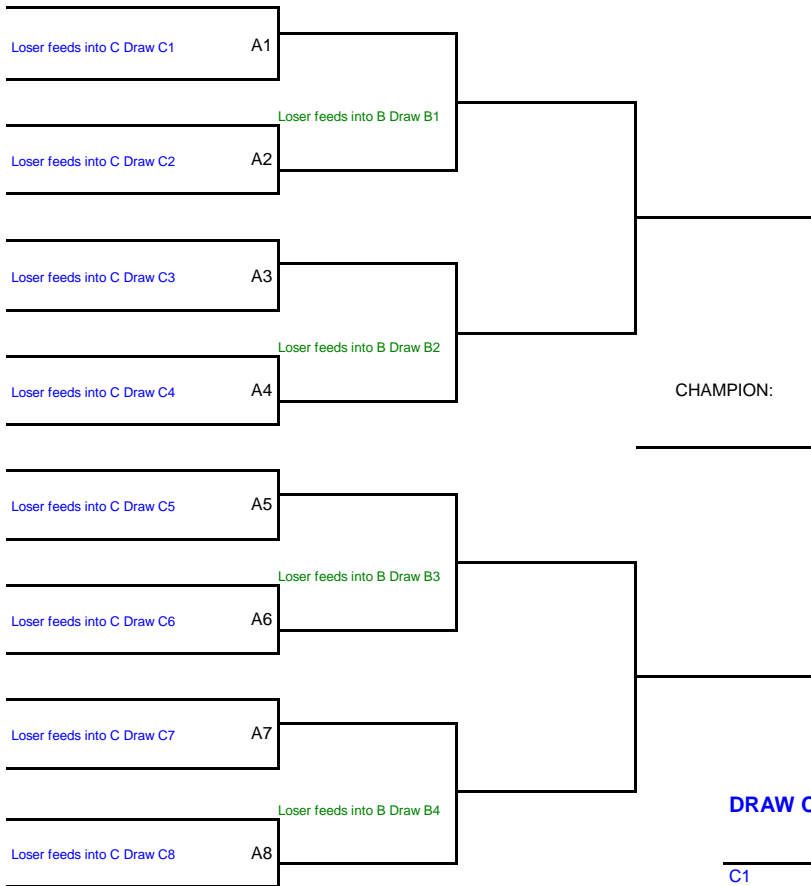 Loser feeds into C Draw C1 A1
Loser feeds into B Draw B1
Loser feeds into C Draw C2 A2
Loser feeds into C Draw C3 A3
Loser feeds into B Draw B2
Loser feeds into C Draw C4 A4
CHAMPION:
Loser feeds into C Draw C5 A5
Loser feeds into B Draw B3
Loser feeds into C Draw C6 A6
Loser feeds into C Draw C7 A7
Loser feeds into B Draw B4
DRAW C
Loser feeds into C Draw C8 A8
C1